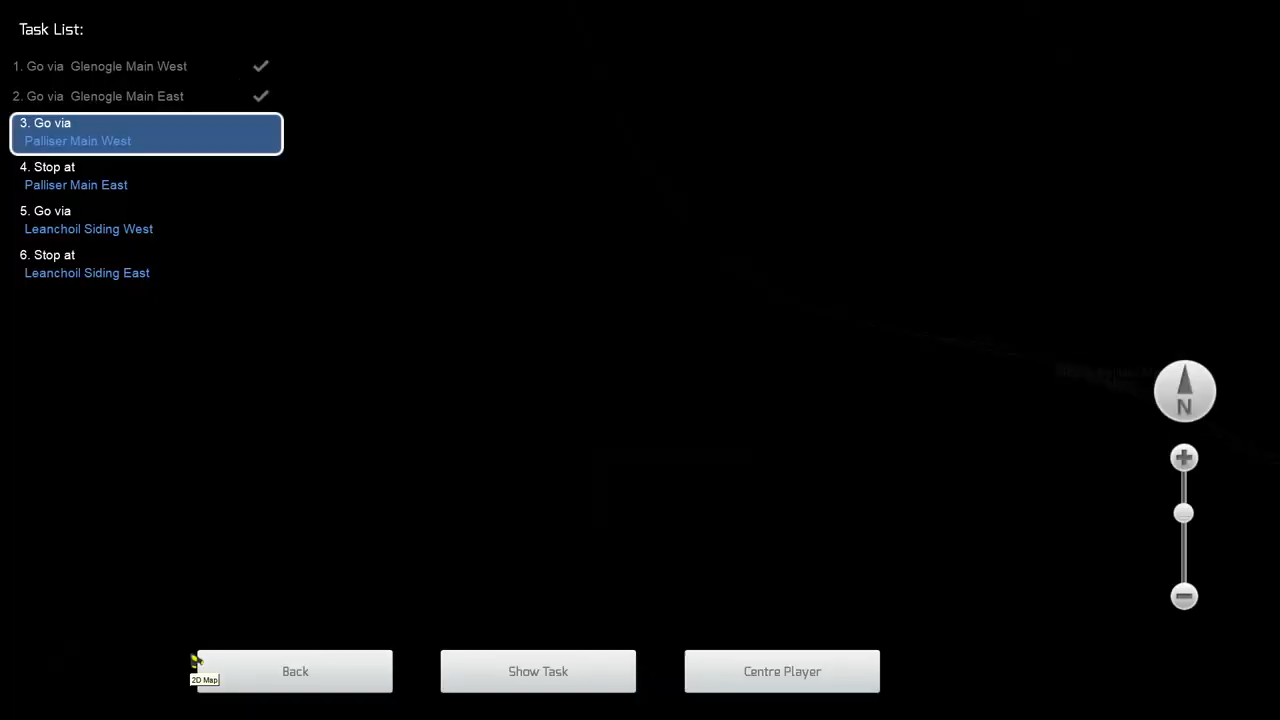 Task List:
1. Go via Glenogle Main West
2. Go via Glenogle Main East
3. Go via
Palliser Main West
4. Stop at
Palliser Main East
5. Go via
Leanchoil Siding West
6. Stop at
Leanchoil Siding East
N
Back
Show Task
Centre Player
2D Map